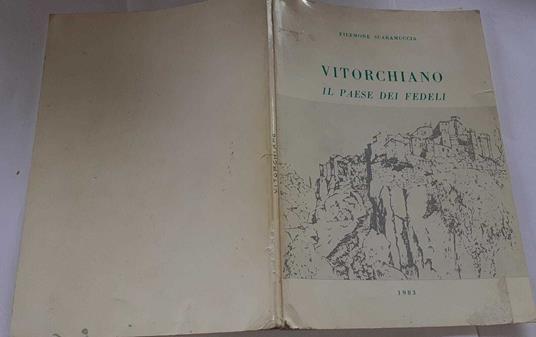 FILEMONE SCARAMUCCIA
VITORCHIANO
IL PAESE DEI FEDELI
1983
VITORCHIANO